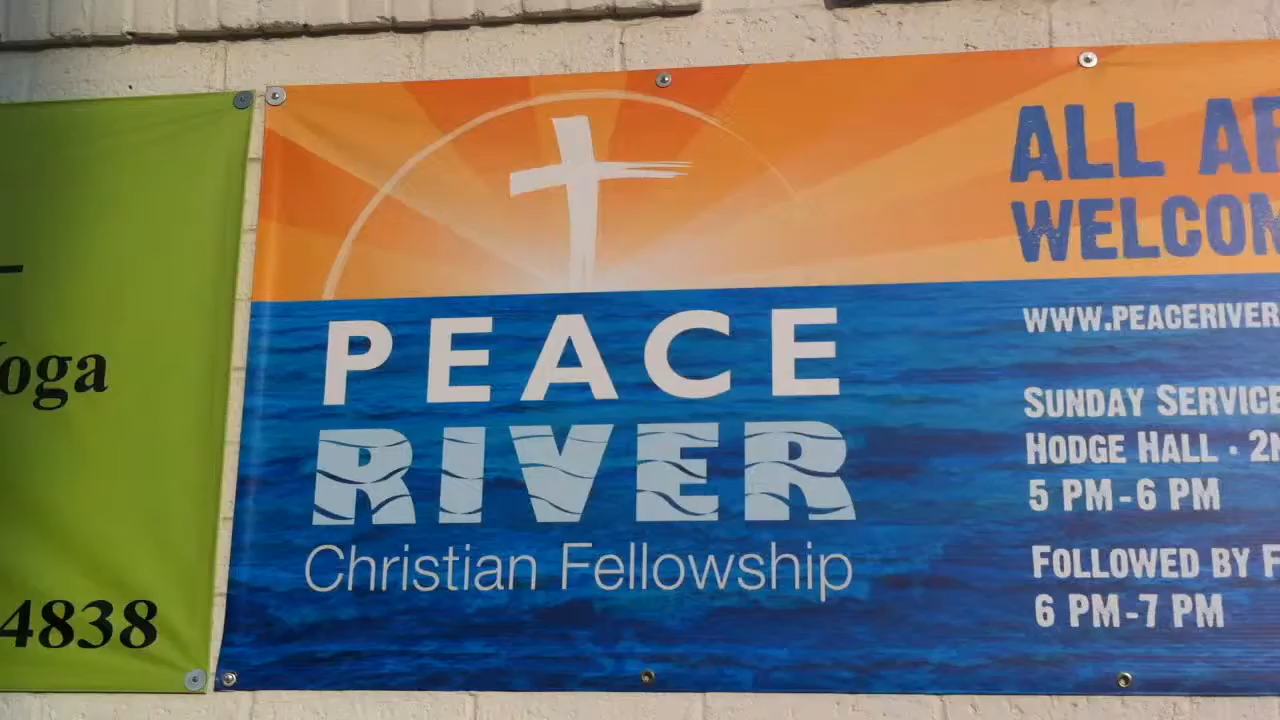 oga
4838
PEACE
RIVER
Christian Fellowship
ALL
WWW.PEACERIVER
SUNDAY SERVICE
HODGE HALL ·
5 PM-6 PM
FOLLOWED BY
6 PM-7 PM